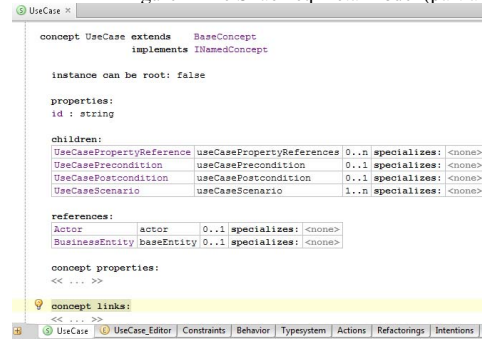 UseCase ×
concept UseCase extends BaseConcept
implements INamedConcept
instance can be root: false
properties:
id : string
children:
UseCasePropertyReference useCasePropertyReferences 0..n specializes: <none>
UseCasePrecondition useCasePrecondition 0..1 specializes: <none>
UseCasePostcondition useCasePostcondition 0..1 specializes: <none>
UseCaseScenario useCaseScenario 1..n specializes: <none>
references:
Actor actor 0..1 specializes: <none>
BusinessEntity baseEntity 0..1 specializes: <none>
concept properties:
<< ... >>
concept links:
<< ... >>
S UseCase E UseCase_Editor Constraints Behavior Typesystem Actions Refactorings Intentions